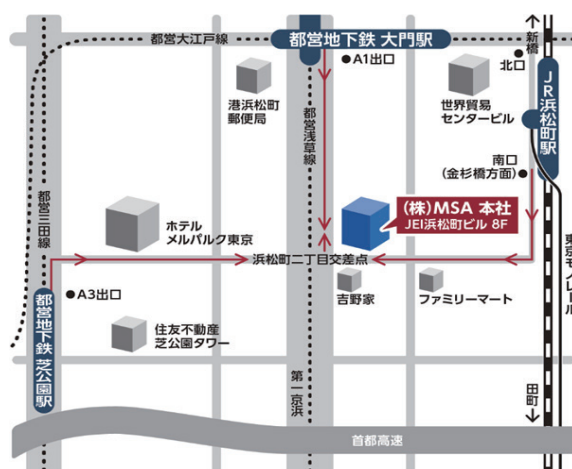 新橋
都営大江戸線
都営地下鉄 大門駅
A1出口
北口
JR浜松町駅
港浜松町
郵便局
世界貿易
センタービル
都営浅草線
南口
(金杉橋方面)
都営三田線
ホテル
メルパルク東京
(株)MSA 本社
JEI浜松町ビル 8F
浜松町二丁目交差点
東京モノレール
A3出口
吉野家
ファミリーマート
都営地下鉄 芝公園駅
住友不動産
芝公園タワー
第一京浜
田町
首都高速